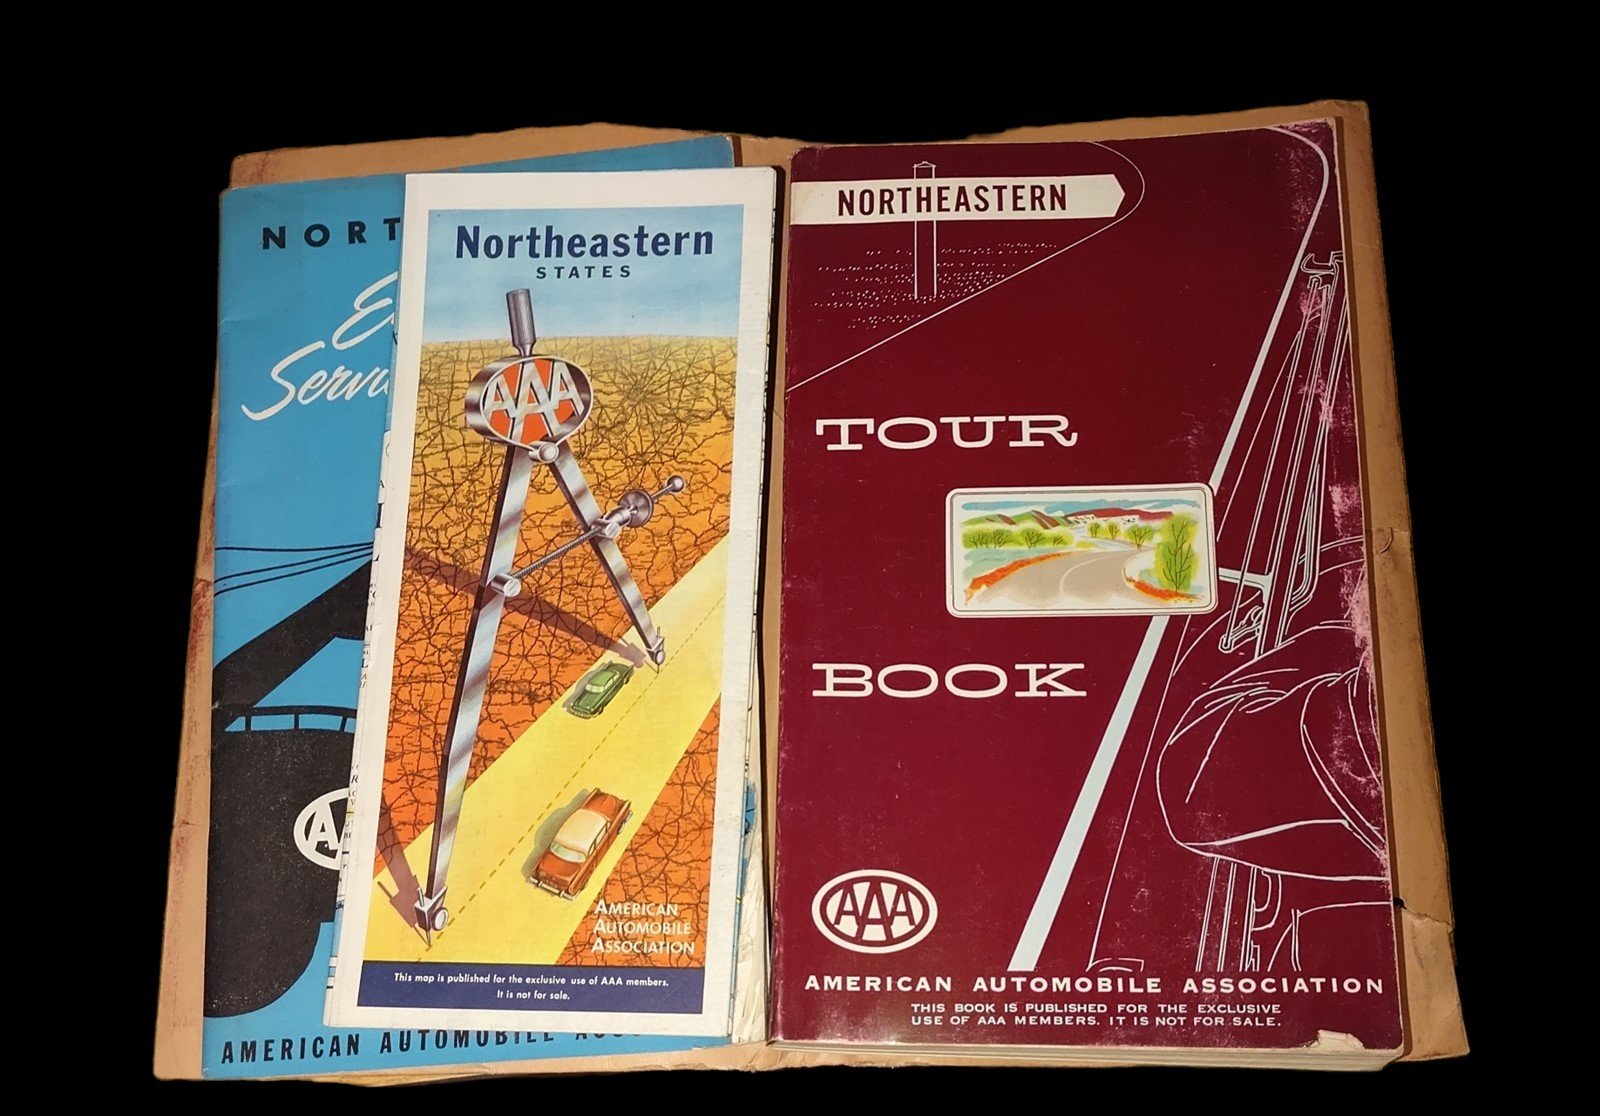 NORT
Servi
AMERICAN AUTOMOBILE
Northeastern
STATES
AAA
AMERICAN
AUTOMOBILE
ASSOCIATION
This map is published for the exclusive use of AAA members.
It is not for sale.
NORTHEASTERN
TOUR
BOOK
AAA
AMERICAN AUTOMOBILE ASSOCIATION
THIS BOOK IS PUBLISHED FOR THE EXCLUSIVE
USE OF AAA MEMBERS. IT IS NOT FOR SALE.